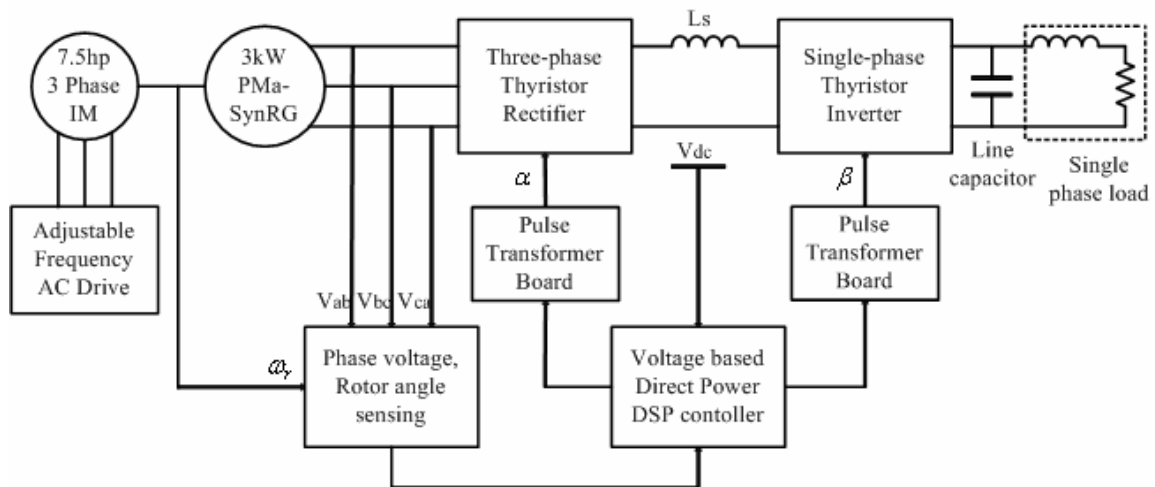 7.5hp
3 Phase
IM
3kW
PMa-
SynRG
Three-phase
Thyristor
Rectifier
Ls
Single-phase
Thyristor
Inverter
Line
capacitor
Single
phase load
Adjustable
Frequency
AC Drive
α
Pulse
Transformer
Board
Vdc
β
Pulse
Transformer
Board
Vab Vbc Vca
ωr
Phase voltage,
Rotor angle
sensing
Voltage based
Direct Power
DSP contoller